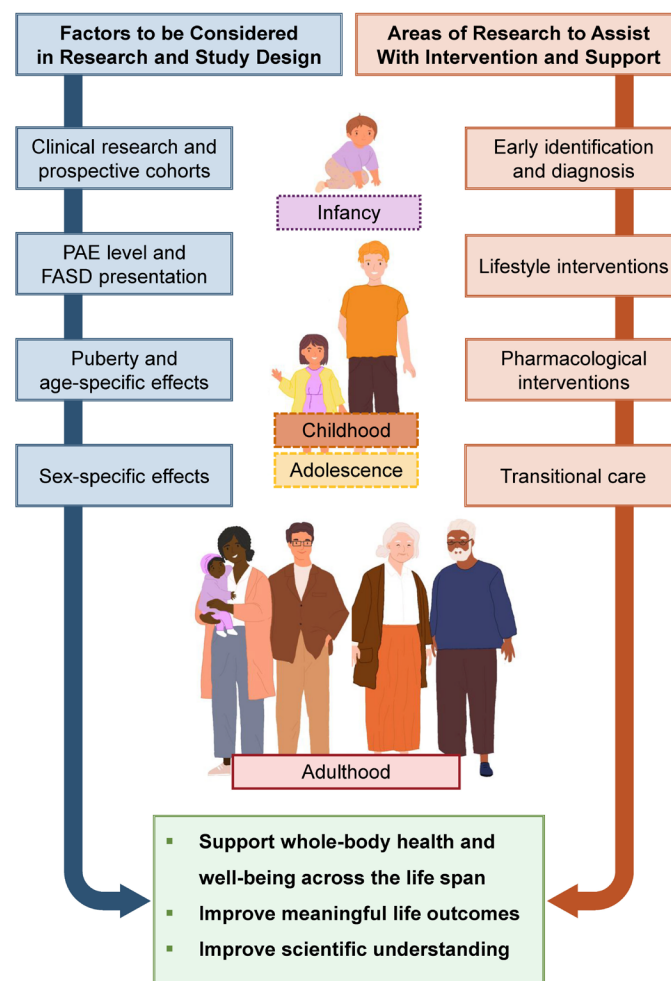 Factors to be Considered
in Research and Study Design
Areas of Research to Assist
With Intervention and Support
Clinical research and
prospective cohorts
PAE level and
FASD presentation
Puberty and
age-specific effects
Sex-specific effects
Infancy
Childhood
Adolescence
Adulthood
Early identification
and diagnosis
Lifestyle interventions
Pharmacological
interventions
Transitional care
▪ Support whole-body health and
well-being across the life span
▪ Improve meaningful life outcomes
▪ Improve scientific understanding